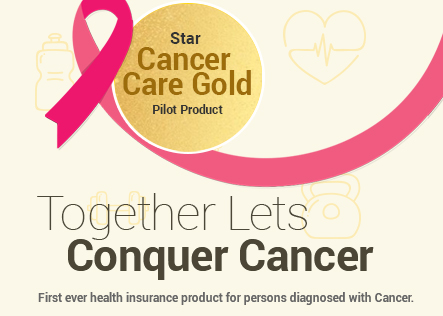 Star
Cancer
Care Gold
Pilot Product
Together Lets
Conquer Cancer
First ever health insurance product for persons diagnosed with Cancer.